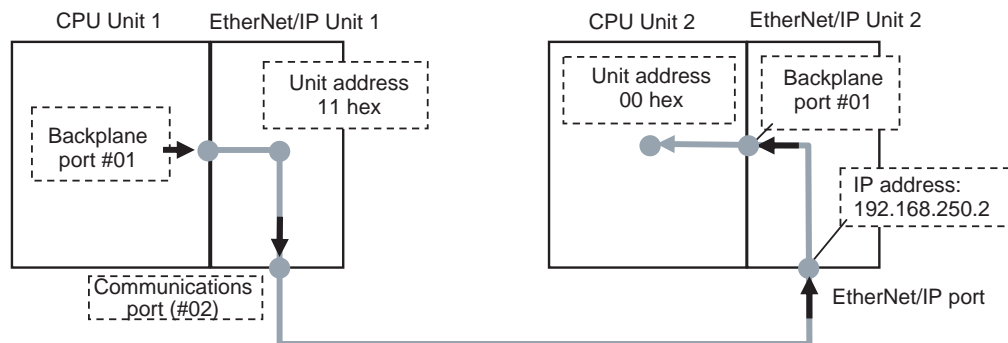 CPU Unit 1
EtherNet/IP Unit 1
Unit address
11 hex
Backplane
port #01
Communications
port (#02)
CPU Unit 2
EtherNet/IP Unit 2
Unit address
00 hex
Backplane
port #01
IP address:
192.168.250.2
EtherNet/IP port